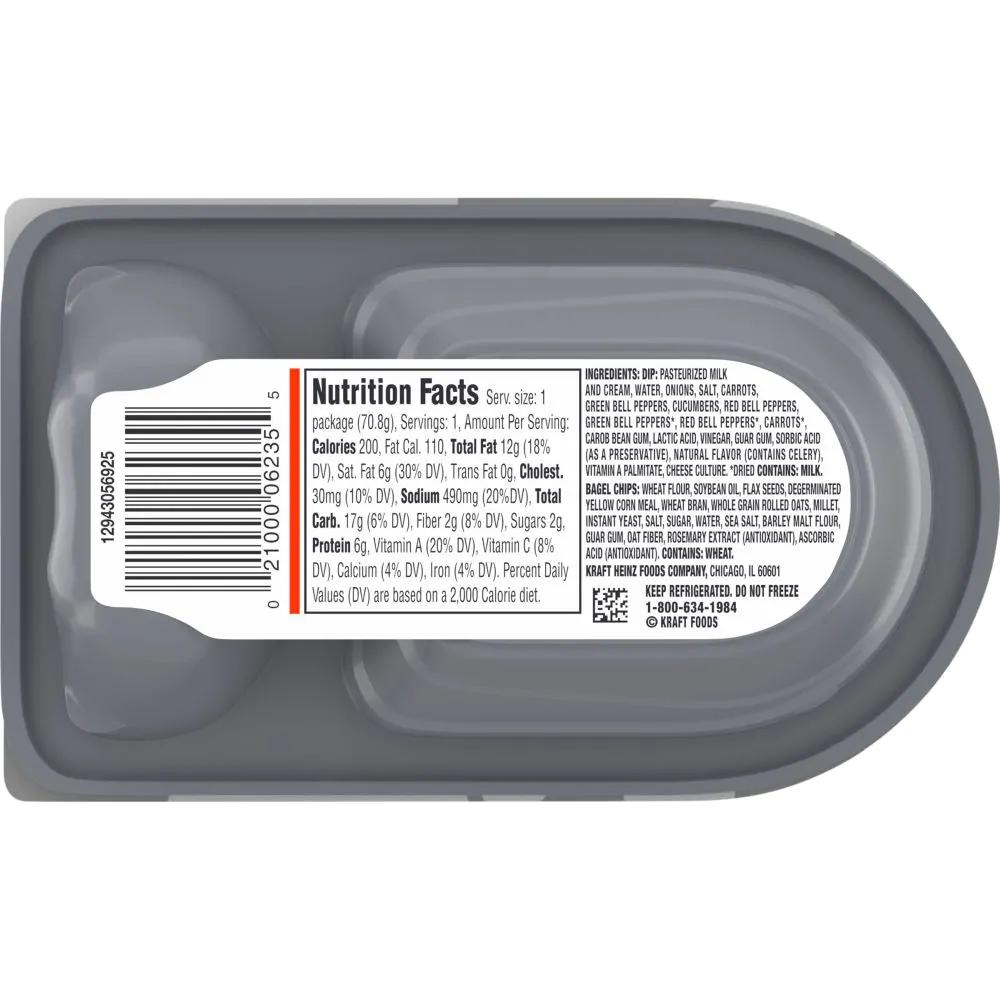 12943056925
0 21000 06235 5
Nutrition Facts Serv. size: 1
package (70.8g), Servings: 1, Amount Per Serving:
Calories 200, Fat Cal. 110, Total Fat 12g (18%
DV), Sat. Fat 6g (30% DV), Trans Fat 0g, Cholest.
30mg (10% DV), Sodium 490mg (20%DV), Total
Carb. 17g (6% DV), Fiber 2g (8% DV), Sugars 2g,
Protein 6g, Vitamin A (20% DV), Vitamin C (8%
DV), Calcium (4% DV), Iron (4% DV). Percent Daily
Values (DV) are based on a 2,000 Calorie diet.
INGREDIENTS: DIP: PASTEURIZED MILK
AND CREAM, WATER, ONIONS, SALT, CARROTS,
GREEN BELL PEPPERS, CUCUMBERS, RED BELL PEPPERS,
GREEN BELL PEPPERS*, RED BELL PEPPERS*, CARROTS*,
CAROB BEAN GUM, LACTIC ACID, VINEGAR, GUAR GUM, SORBIC ACID
(AS A PRESERVATIVE), NATURAL FLAVOR (CONTAINS CELERY),
VITAMIN A PALMITATE, CHEESE CULTURE. *DRIED CONTAINS: MILK.
BAGEL CHIPS: WHEAT FLOUR, SOYBEAN OIL, FLAX SEEDS, DEGERMINATED
YELLOW CORN MEAL, WHEAT BRAN, WHOLE GRAIN ROLLED OATS, MILLET,
INSTANT YEAST, SALT, SUGAR, WATER, SEA SALT, BARLEY MALT FLOUR,
GUAR GUM, OAT FIBER, ROSEMARY EXTRACT (ANTIOXIDANT), ASCORBIC
ACID (ANTIOXIDANT). CONTAINS: WHEAT.
KRAFT HEINZ FOODS COMPANY, CHICAGO, IL 60601
KEEP REFRIGERATED. DO NOT FREEZE
1-800-634-1984
© KRAFT FOODS